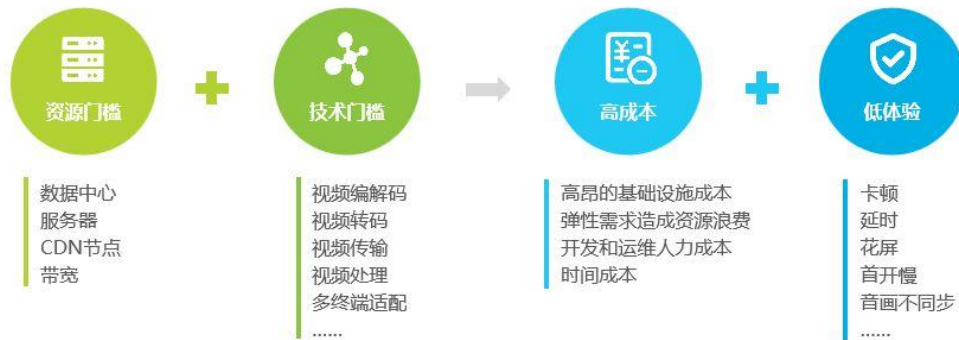 资源门槛
技术门槛
高成本
低体验
数据中心
服务器
CDN节点
带宽
视频编解码
视频转码
视频传输
视频处理
多终端适配
......
高昂的基础设施成本
弹性需求造成资源浪费
开发和运维人力成本
时间成本
卡顿
延时
花屏
首开慢
音画不同步
......